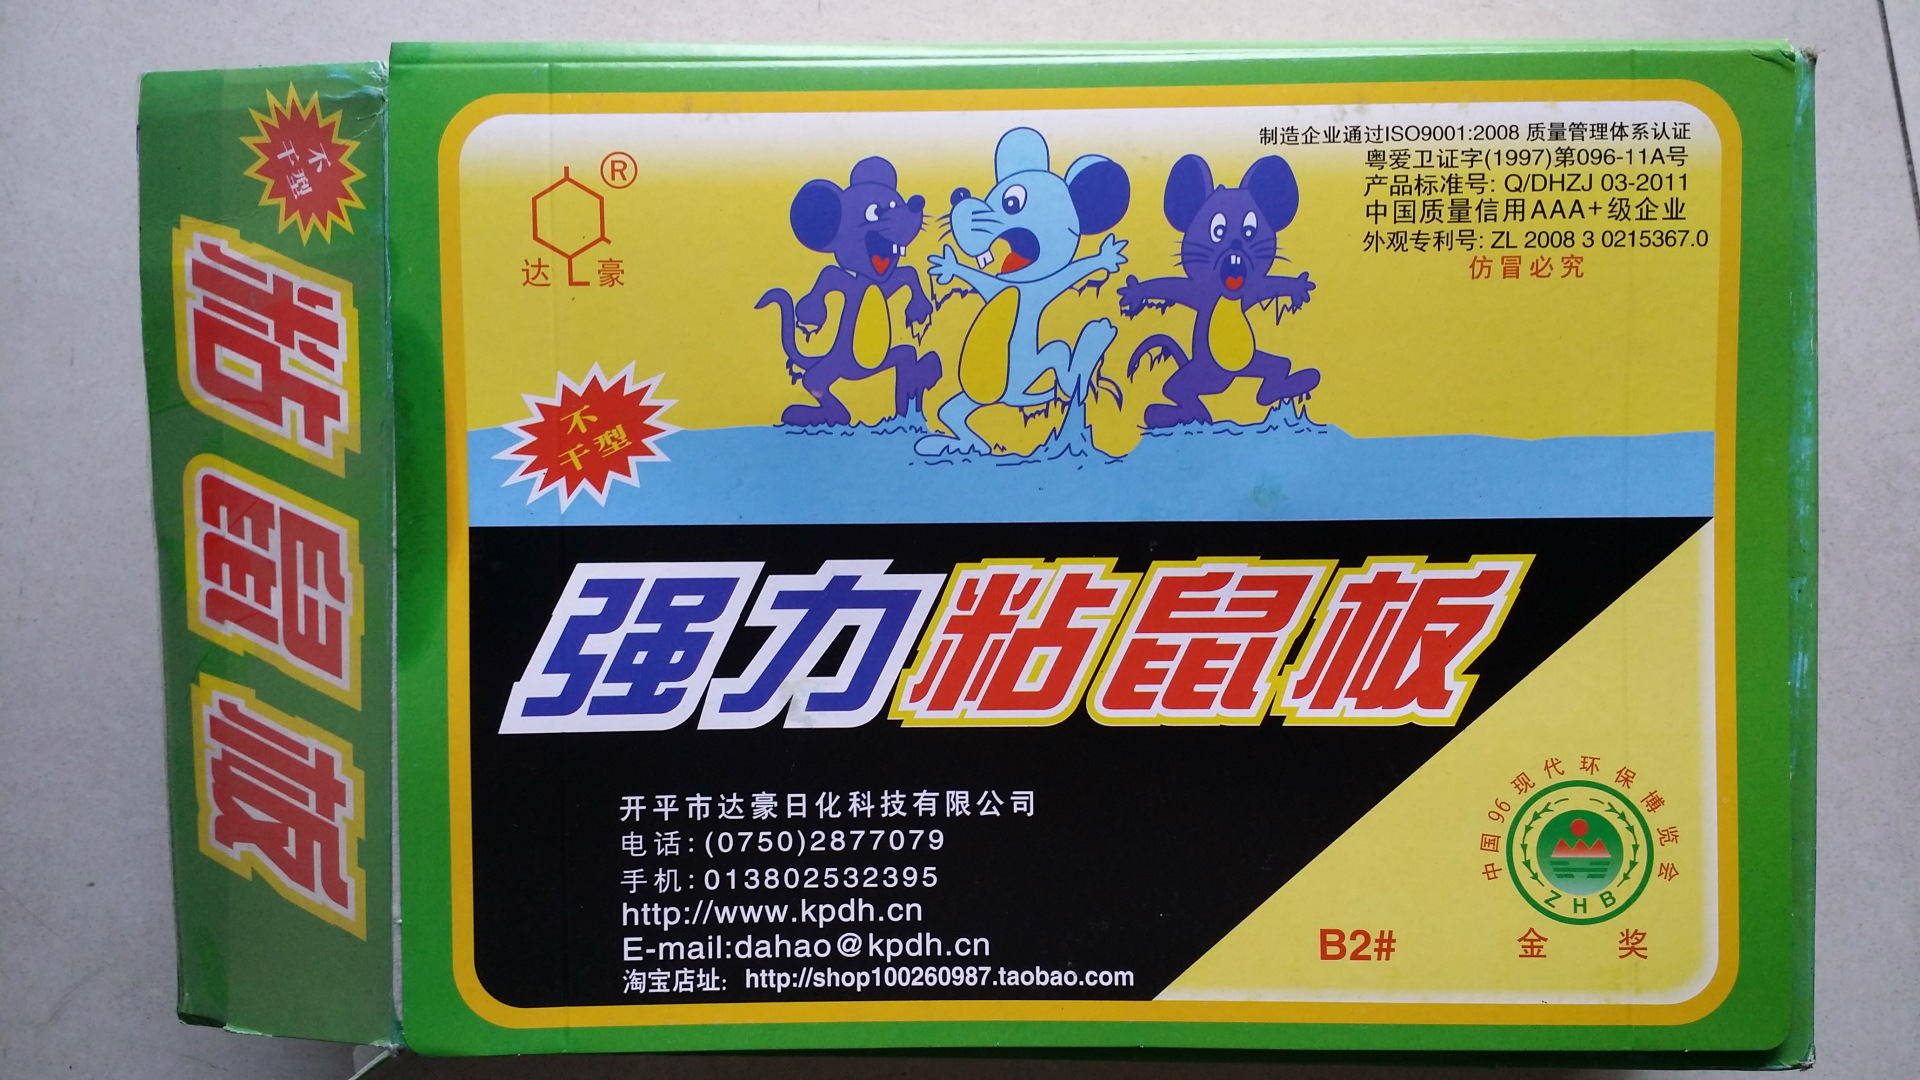 不
干型
粘鼠板
®
达豪
制造企业通过ISO9001:2008 质量管理体系认证
粤爱卫证字(1997)第096-11A号
产品标准号: Q/DHZJ 03-2011
中国质量信用AAA+级企业
外观专利号: ZL 2008 3 0215367.0
仿冒必究
不
干型
强力粘鼠板
开平市达豪日化科技有限公司
电话:(0750)2877079
手机:013802532395
http://www.kpdh.cn
E-mail:dahao@kpdh.cn
淘宝店址: http://shop100260987.taobao.com
中国96现代环保博览会
ZHB
B2#
金奖